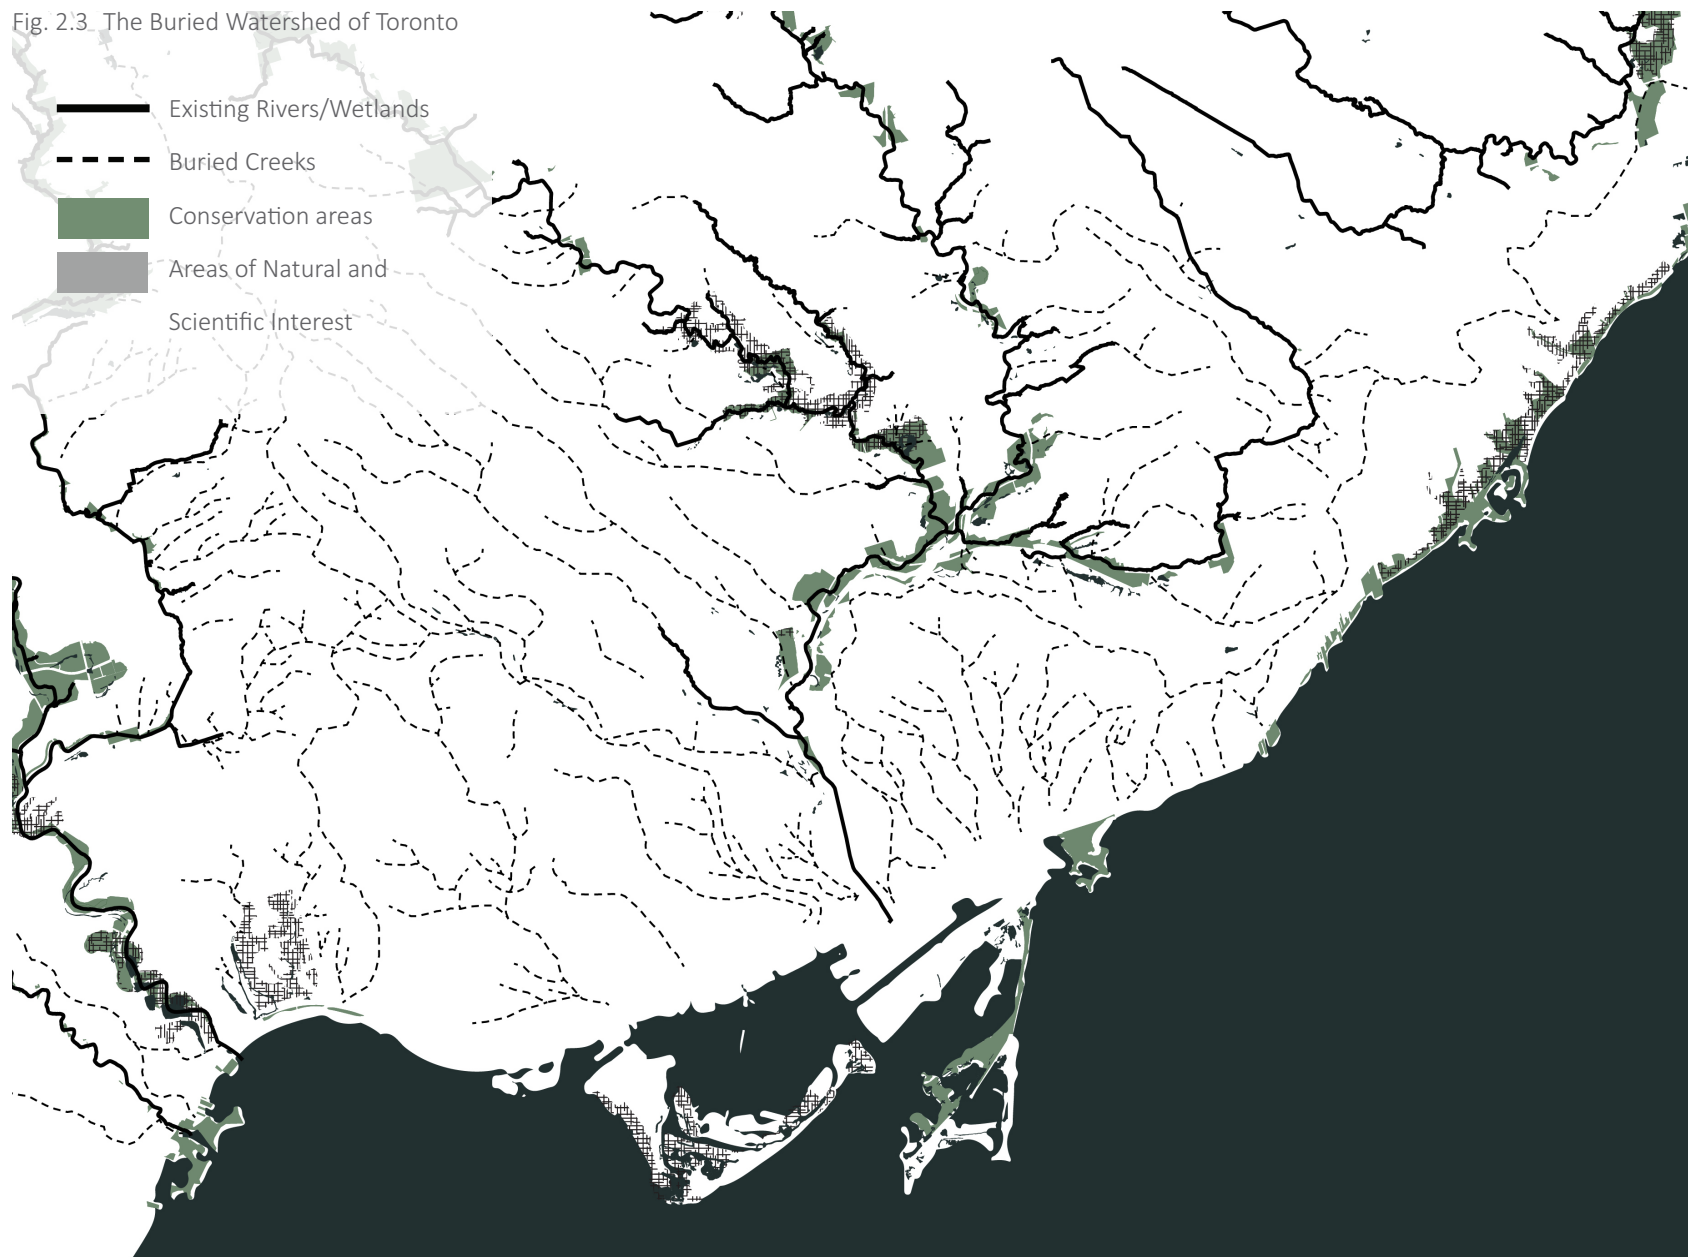 Fig. 2.3  The Buried Watershed of Toronto
Existing Rivers/Wetlands
Buried Creeks
Conservation areas
Areas of Natural and
Scientific Interest